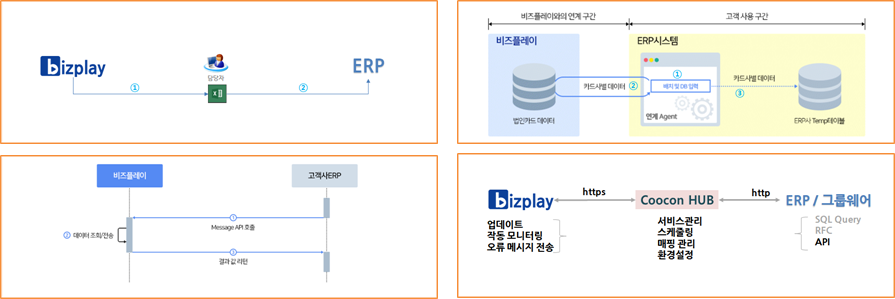 bizplay
담당자
①
②
ERP
비즈플레이와의 연계 구간
고객 사용 구간
비즈플레이
ERP시스템
①
배치 및 DB 입력
카드사별 데이터
②
카드사별 데이터
③
법인카드 데이터
연계 Agent
ERP사 Temp테이블
비즈플레이
고객사ERP
①
Message API 호출
② 데이터 조회/전송
③
결과 값 리턴
bizplay
https
Coocon HUB
http
ERP / 그룹웨어
업데이트
작동 모니터링
오류 메시지 전송
서비스관리
스케줄링
매핑 관리
환경설정
SQL Query
RFC
API